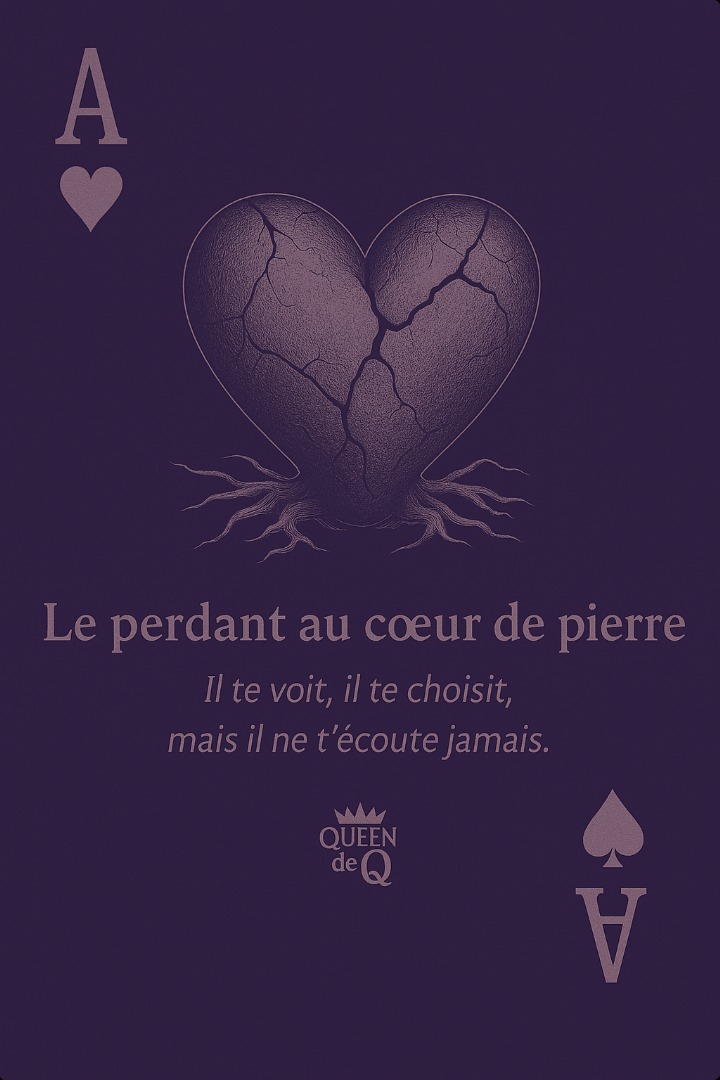 A
Le perdant au cœur de pierre
Il te voit, il te choisit,
mais il ne t’écoute jamais.
QUEEN
de Q
A